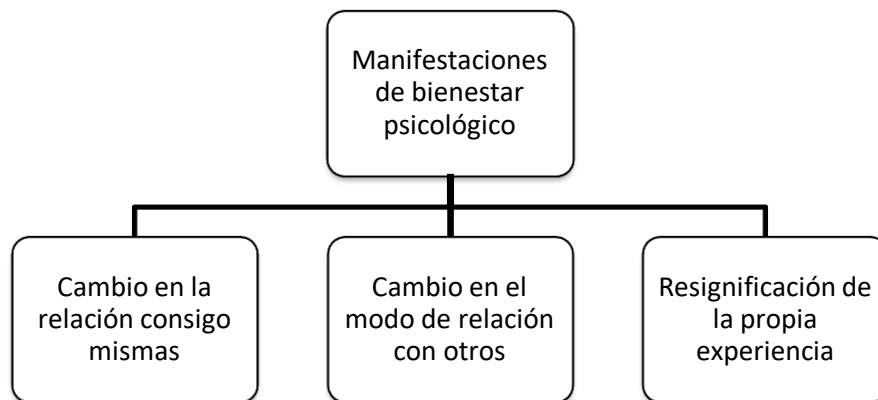 Manifestaciones
de bienestar
psicológico
Cambio en la
relación consigo
mismas
Cambio en el
modo de relación
con otros
Resignificación de
la propia
experiencia